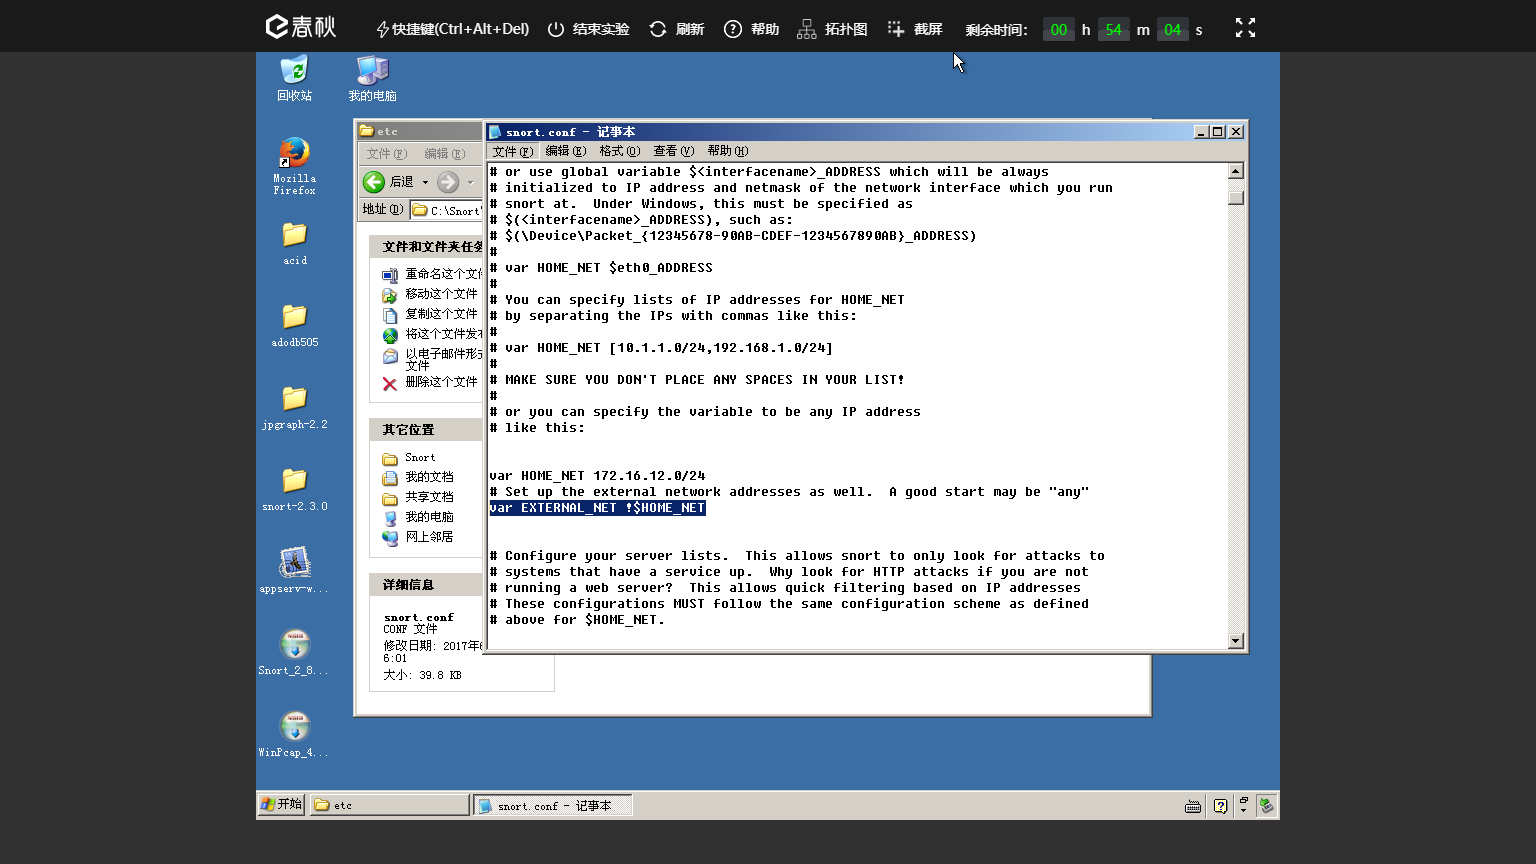 春秋
快捷键(Ctrl+Alt+Del)
结束实验
刷新
帮助
拓扑图
截屏
剩余时间: 00 h 54 m 04 s
回收站
我的电脑
Mozilla
Firefox
acid
adodb505
jpgraph-2.2
snort-2.3.0
appserv-w...
Snort_2_8...
WinPcap_4...
etc
文件(F) 编辑(E)
后退
地址(D) C:\Snort\
文件和文件夹任务
重命名这个文件
移动这个文件
复制这个文件
将这个文件发布
以电子邮件形式
文件
删除这个文件
其它位置
Snort
我的文档
共享文档
我的电脑
网上邻居
详细信息
snort.conf
CONF 文件
修改日期: 2017年
6:01
大小: 39.8 KB
snort.conf - 记事本
文件(F) 编辑(E) 格式(O) 查看(V) 帮助(H)
# or use global variable $<interfacename>_ADDRESS which will be always
# initialized to IP address and netmask of the network interface which you run
# snort at.  Under Windows, this must be specified as
# $(<interfacename>_ADDRESS), such as:
# $(\Device\Packet_{12345678-90AB-CDEF-1234567890AB}_ADDRESS)
#
# var HOME_NET $eth0_ADDRESS
#
# You can specify lists of IP addresses for HOME_NET
# by separating the IPs with commas like this:
#
# var HOME_NET [10.1.1.0/24,192.168.1.0/24]
#
# MAKE SURE YOU DON'T PLACE ANY SPACES IN YOUR LIST!
#
# or you can specify the variable to be any IP address
# like this:
var HOME_NET 172.16.12.0/24
# Set up the external network addresses as well.  A good start may be "any"
var EXTERNAL_NET !$HOME_NET
# Configure your server lists.  This allows snort to only look for attacks to
# systems that have a service up.  Why look for HTTP attacks if you are not
# running a web server?  This allows quick filtering based on IP addresses
# These configurations MUST follow the same configuration scheme as defined
# above for $HOME_NET.
开始
etc
snort.conf - 记事本